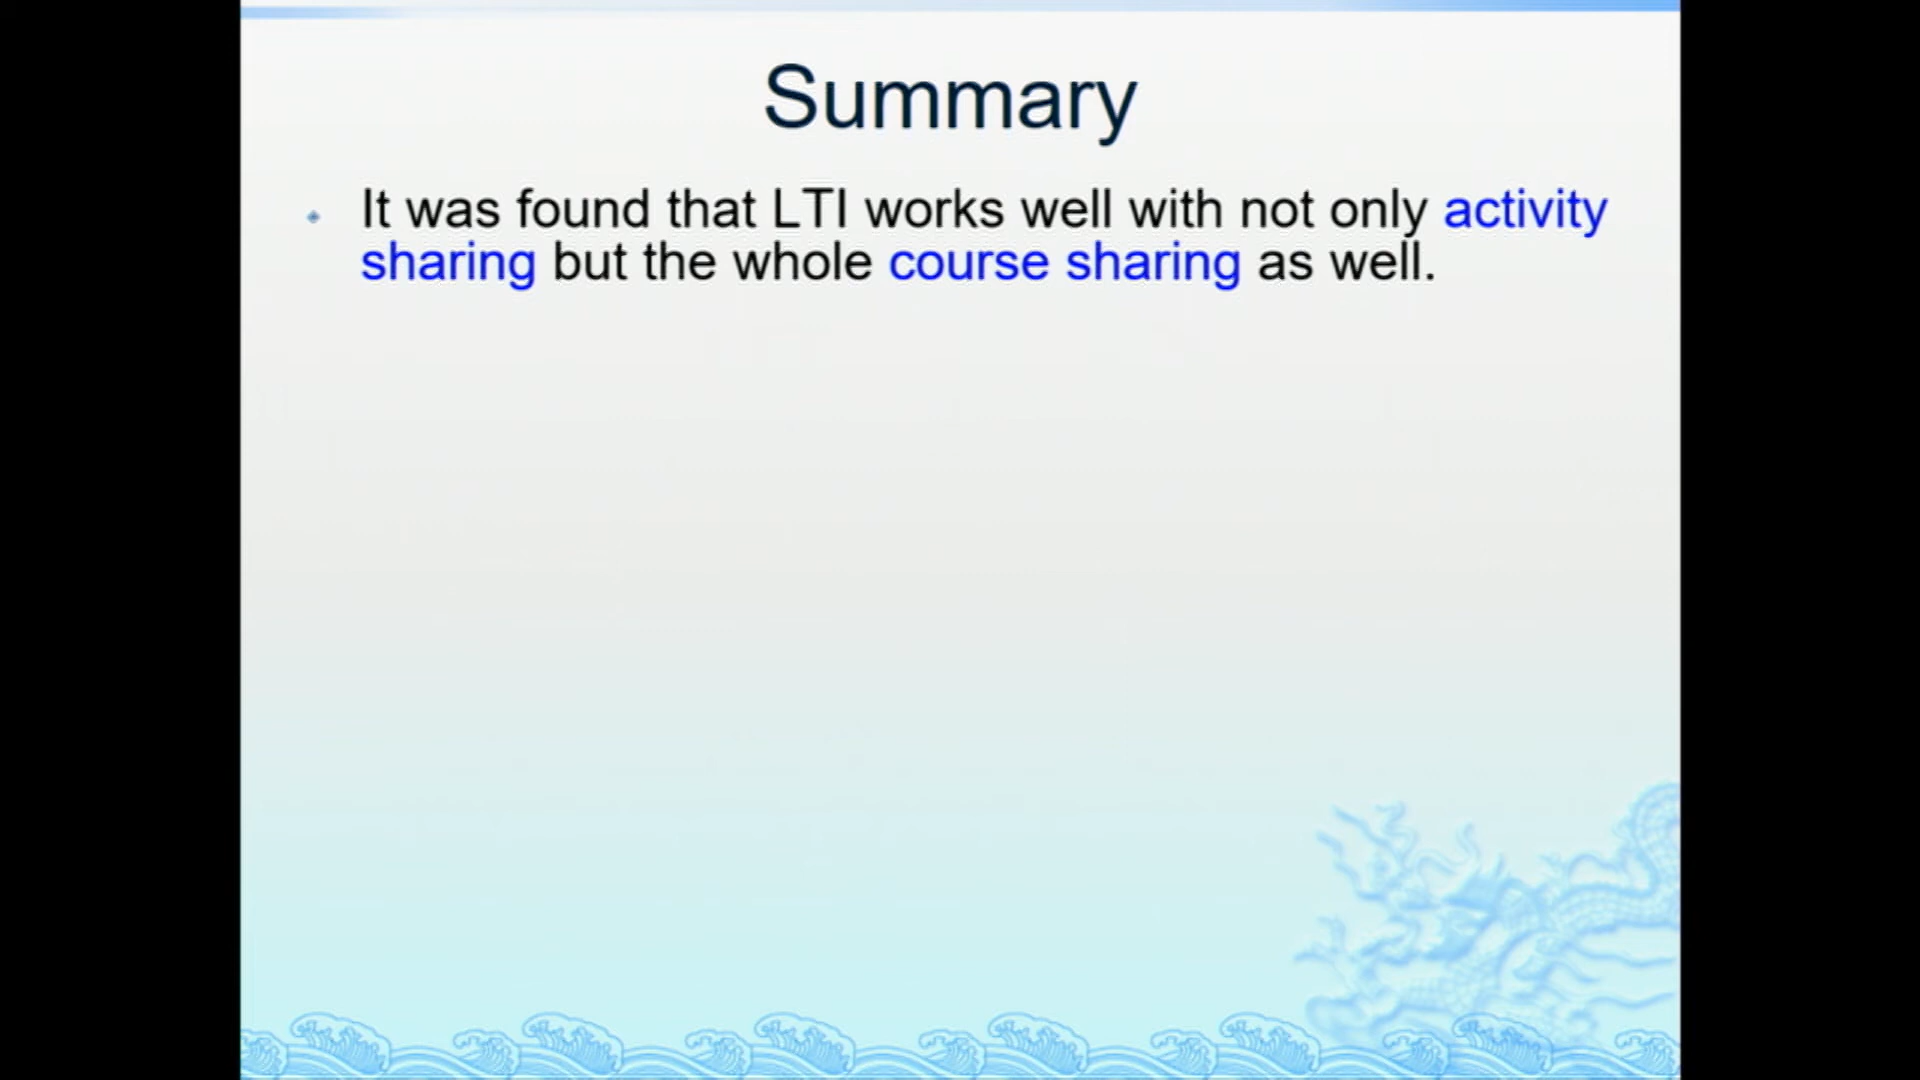 Summary
It was found that LTI works well with not only activity
sharing but the whole course sharing as well.